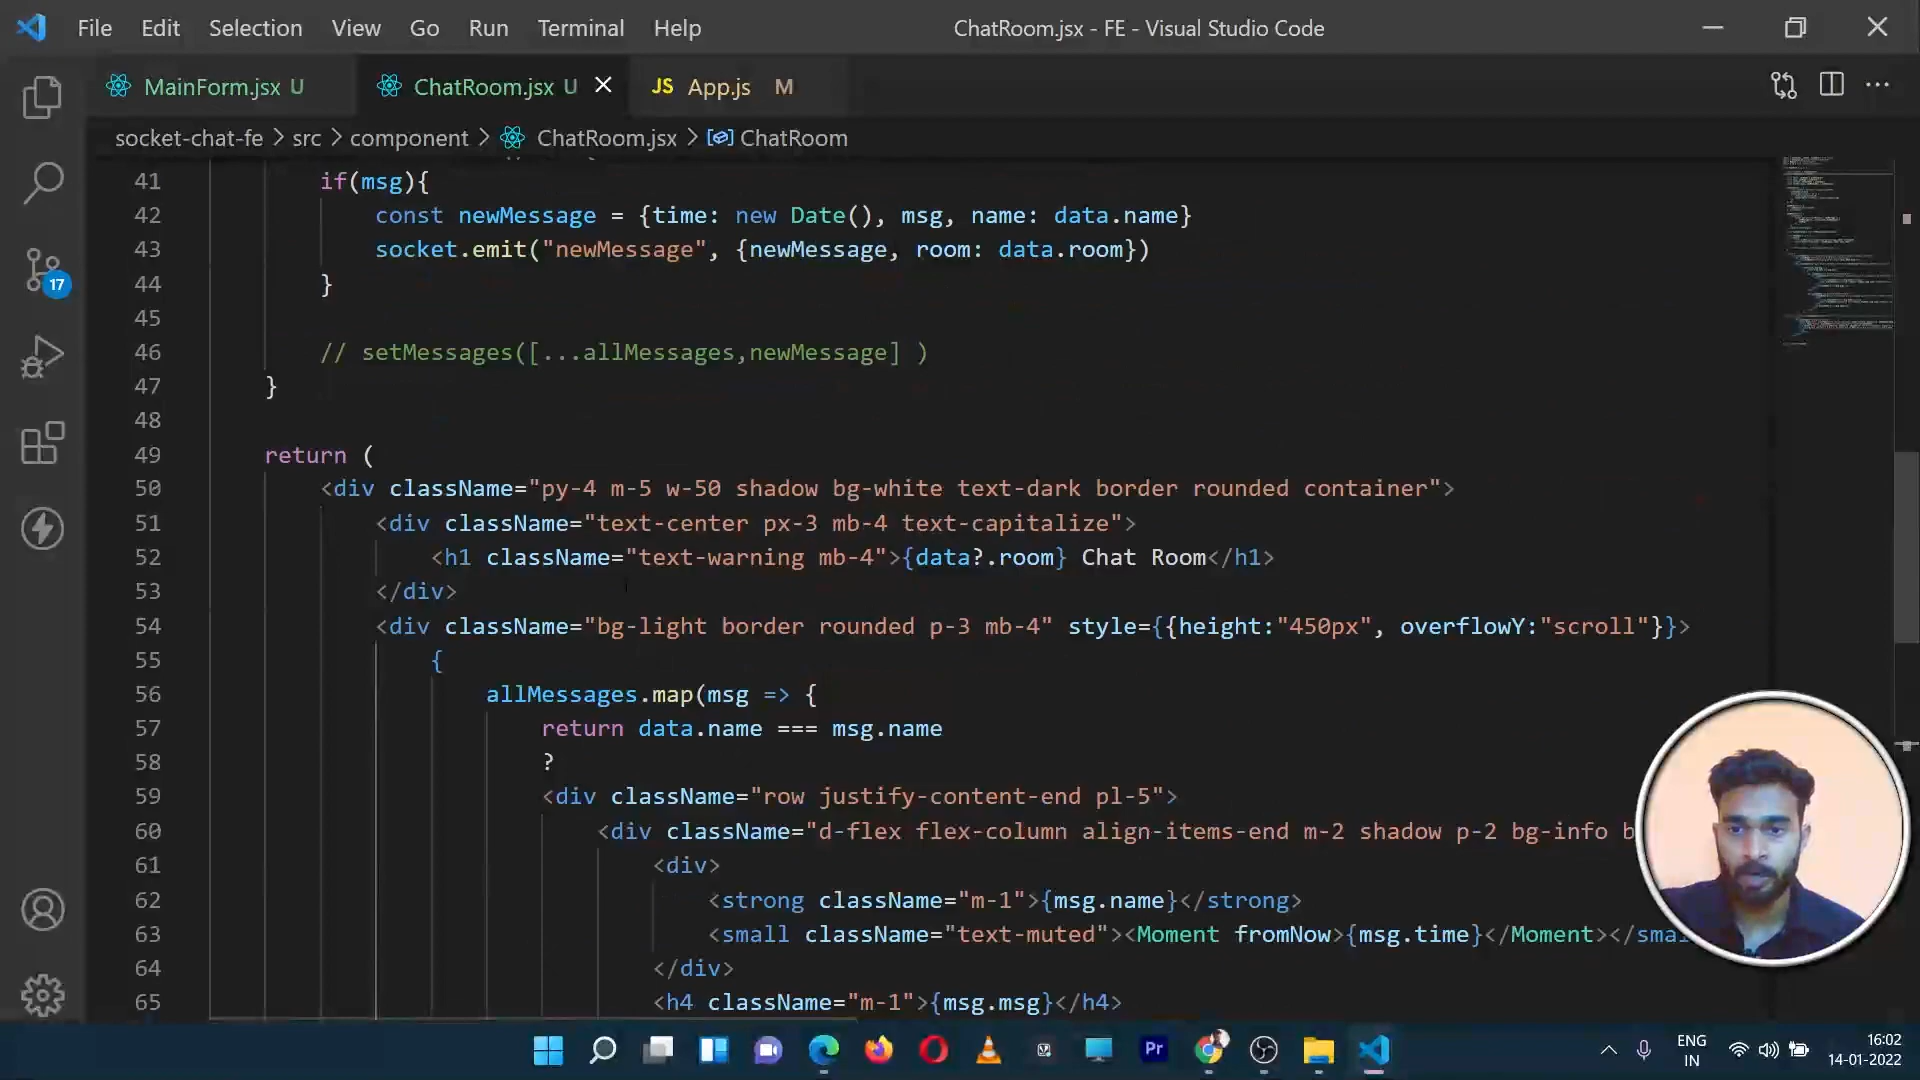 File Edit Selection View Go Run Terminal Help
ChatRoom.jsx - FE - Visual Studio Code
MainForm.jsx U
ChatRoom.jsx U
JS App.js M
socket-chat-fe > src > component > ChatRoom.jsx > ChatRoom
41 if(msg){
42 const newMessage = {time: new Date(), msg, name: data.name}
43 socket.emit("newMessage", {newMessage, room: data.room})
44 }
45
46 // setMessages([...allMessages,newMessage] )
47 }
48
49 return (
50 <div className="py-4 m-5 w-50 shadow bg-white text-dark border rounded container">
51 <div className="text-center px-3 mb-4 text-capitalize">
52 <h1 className="text-warning mb-4">{data?.room} Chat Room</h1>
53 </div>
54 <div className="bg-light border rounded p-3 mb-4" style={{height:"450px", overflowY:"scroll"}}>
55 {
56 allMessages.map(msg => {
57 return data.name === msg.name
58 ?
59 <div className="row justify-content-end pl-5">
60 <div className="d-flex flex-column align-items-end m-2 shadow p-2 bg-info b
61 <div>
62 <strong className="m-1">{msg.name}</strong>
63 <small className="text-muted"><Moment fromNow>{msg.time}</Moment></smal
64 </div>
65 <h4 className="m-1">{msg.msg}</h4>
17
Pr
ENG
IN
16:02
14-01-2022